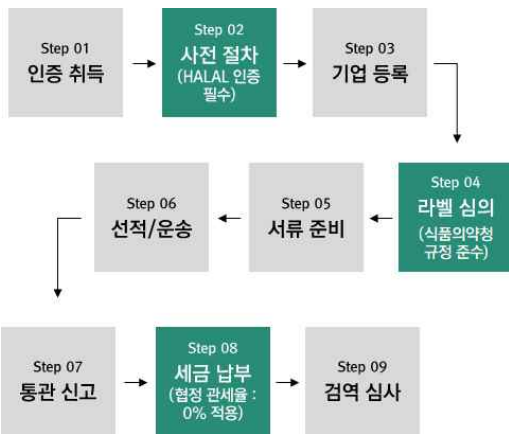 Step 01
인증 취득
Step 02
사전 절차
(HALAL 인증
필수)
Step 03
기업 등록
Step 04
라벨 심의
(식품의약청
규정 준수)
Step 05
서류 준비
Step 06
선적/운송
Step 07
통관 신고
Step 08
세금 납부
(협정 관세율 :
0% 적용)
Step 09
검역 심사